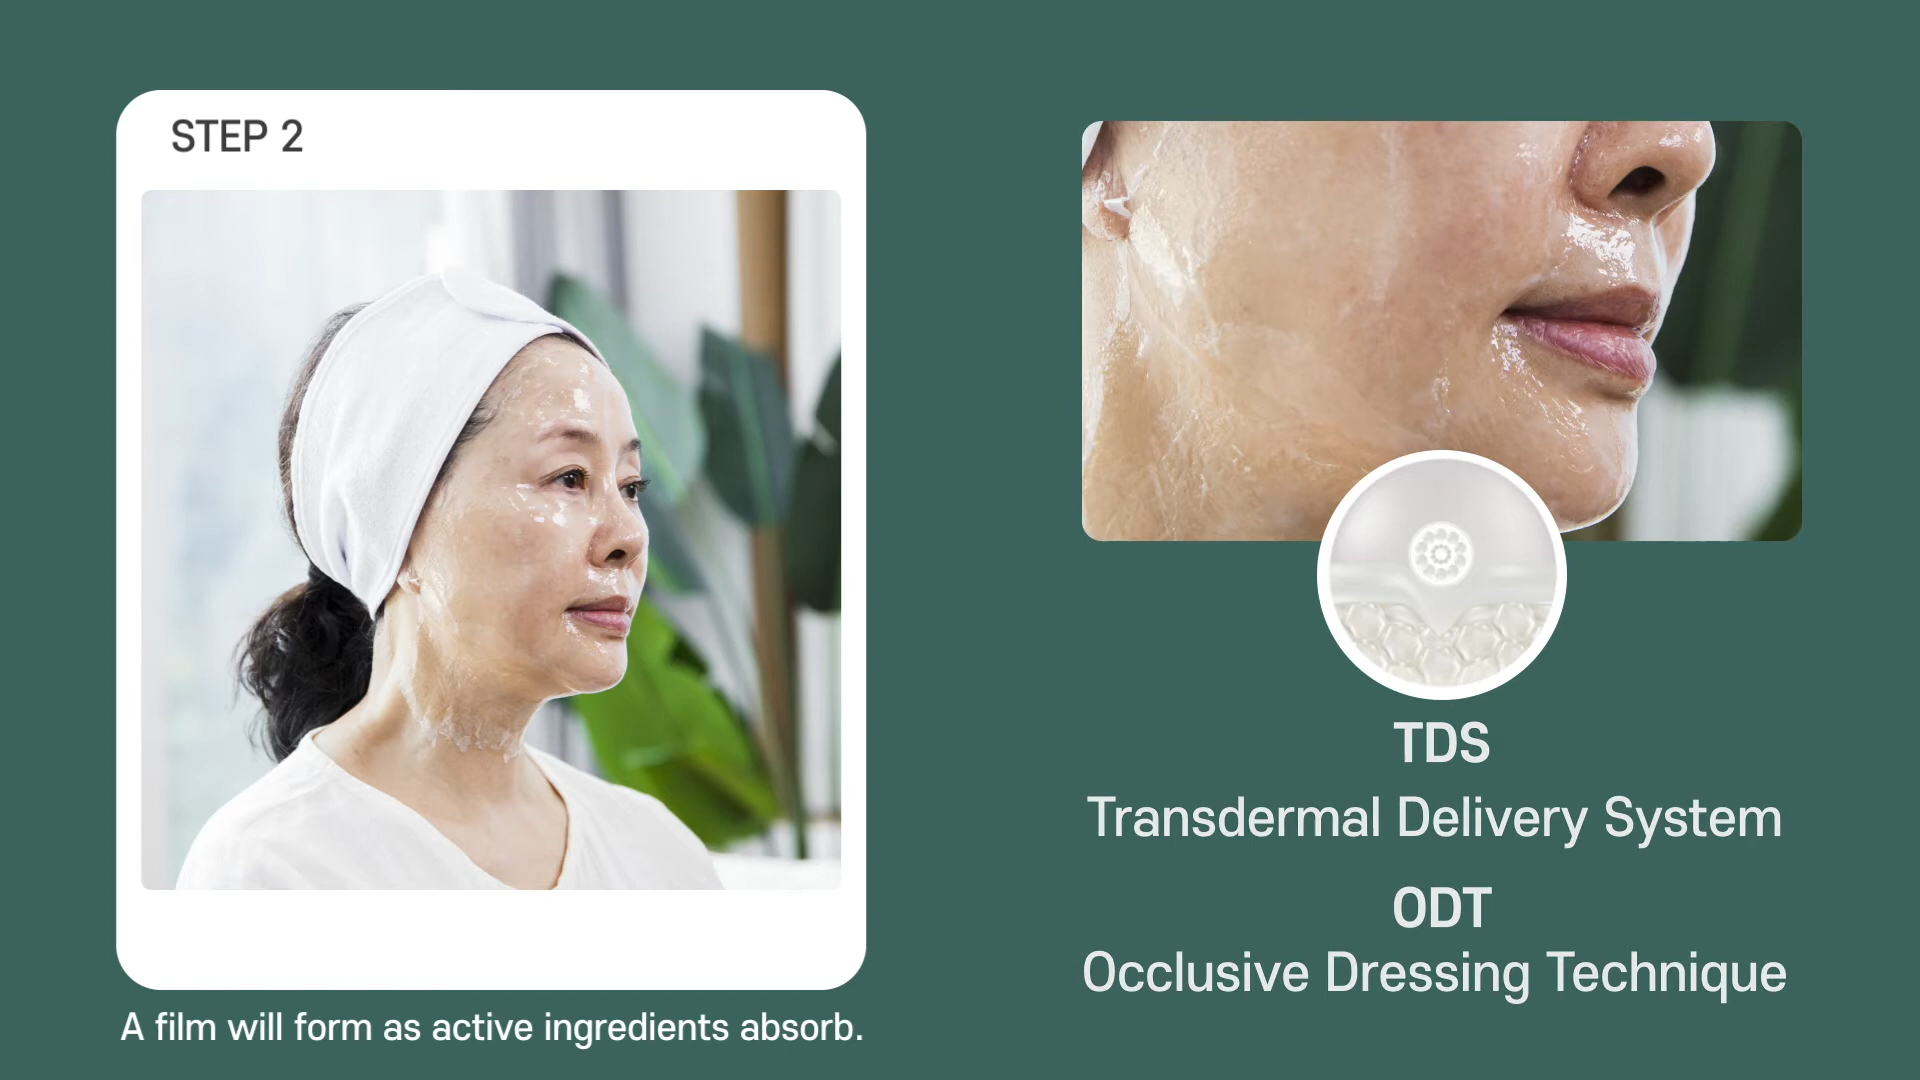 STEP 2
A film will form as active ingredients absorb.
TDS
Transdermal Delivery System
ODT
Occlusive Dressing Technique